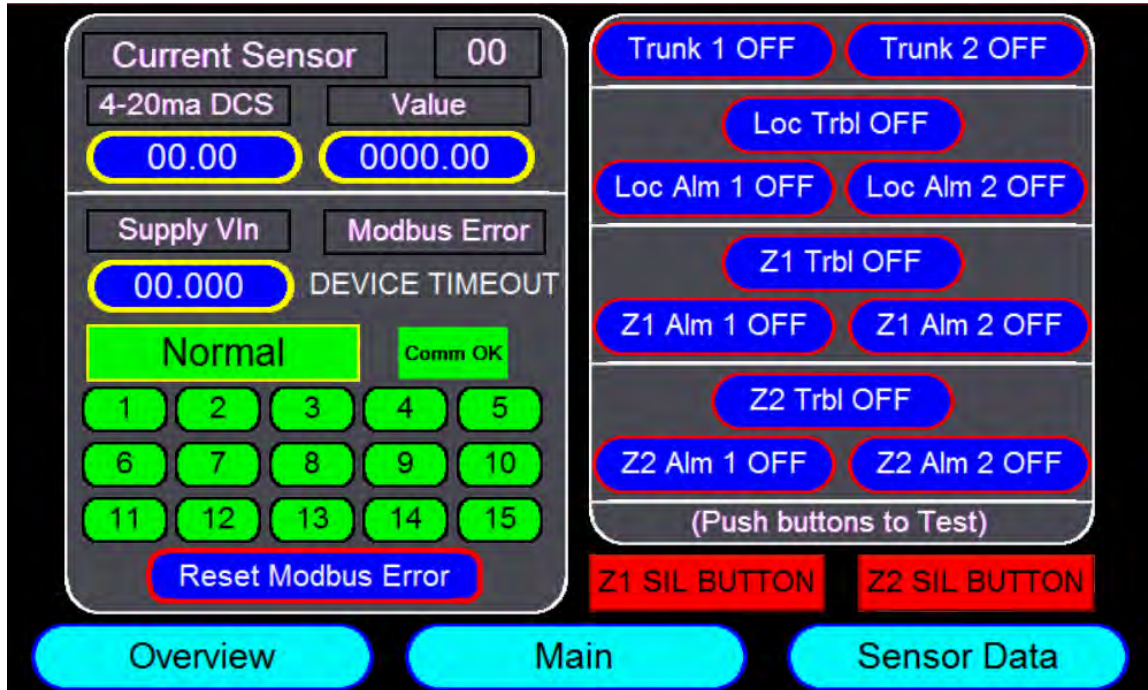 Current Sensor 00
4-20ma DCS Value
00.00 0000.00
Supply VIn Modbus Error
00.000 DEVICE TIMEOUT
Normal Comm OK
1 2 3 4 5
6 7 8 9 10
11 12 13 14 15
Reset Modbus Error
Trunk 1 OFF Trunk 2 OFF
Loc Trbl OFF
Loc Alm 1 OFF Loc Alm 2 OFF
Z1 Trbl OFF
Z1 Alm 1 OFF Z1 Alm 2 OFF
Z2 Trbl OFF
Z2 Alm 1 OFF Z2 Alm 2 OFF
(Push buttons to Test)
Z1 SIL BUTTON Z2 SIL BUTTON
Overview Main Sensor Data